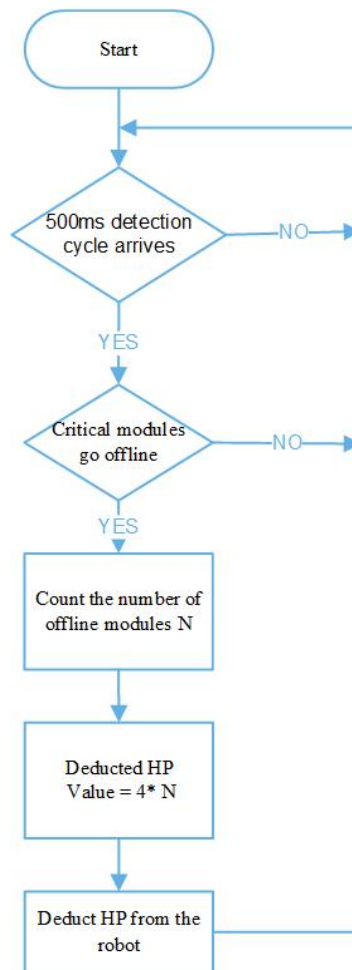 Start
500ms detection
cycle arrives
NO
YES
Critical modules
go offline
NO
YES
Count the number of
offline modules N
Deducted HP
Value = 4* N
Deduct HP from the
robot